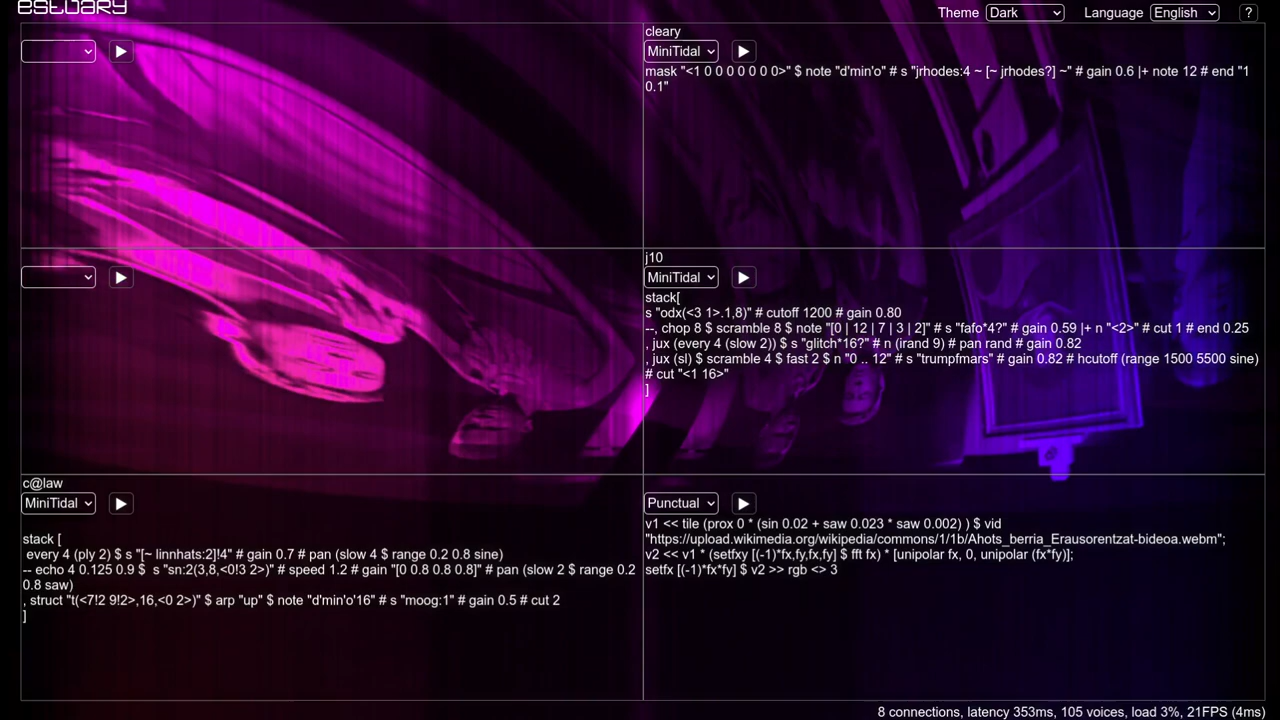 estuary
Theme Dark Language English ?
cleary
MiniTidal
mask "<1 0 0 0 0 0 0 0>" $ note "d'min'o" # s "jrhodes:4 ~ [~ jrhodes?] ~" # gain 0.6 |+ note 12 # end "1
0.1"
j10
MiniTidal
stack[
s "odx(<3 1>.1,8)" # cutoff 1200 # gain 0.80
--, chop 8 $ scramble 8 $ note "[0 | 12 | 7 | 3 | 2]" # s "fafo*4?" # gain 0.59 |+ n "<2>" # cut 1 # end 0.25
, jux (every 4 (slow 2)) $ s "glitch*16?" # n (irand 9) # pan rand # gain 0.82
, jux (sl) $ scramble 4 $ fast 2 $ n "0 .. 12" # s "trumpfmars" # gain 0.82 # hcutoff (range 1500 5500 sine)
# cut "<1 16>"
]
c@law
MiniTidal
stack [
every 4 (ply 2) $ s "[~ linnhats:2]!4" # gain 0.7 # pan (slow 4 $ range 0.2 0.8 sine)
-- echo 4 0.125 0.9 $  s "sn:2(3,8,<0!3 2>)" # speed 1.2 # gain "[0 0.8 0.8 0.8]" # pan (slow 2 $ range 0.2
0.8 saw)
, struct "t(<7!2 9!2>,16,<0 2>)" $ arp "up" $ note "d'min'o'16" # s "moog:1" # gain 0.5 # cut 2
]
Punctual
v1 << tile (prox 0 * (sin 0.02 + saw 0.023 * saw 0.002) ) $ vid
"https://upload.wikimedia.org/wikipedia/commons/1/1b/Ahots_berria_Erausorentzat-bideoa.webm";
v2 << v1 * (setfxy [(-1)*fx,fy,fx,fy] $ fft fx) * [unipolar fx, 0, unipolar (fx*fy)];
setfx [(-1)*fx*fy] $ v2 >> rgb <> 3
8 connections, latency 353ms, 105 voices, load 3%, 21FPS (4ms)